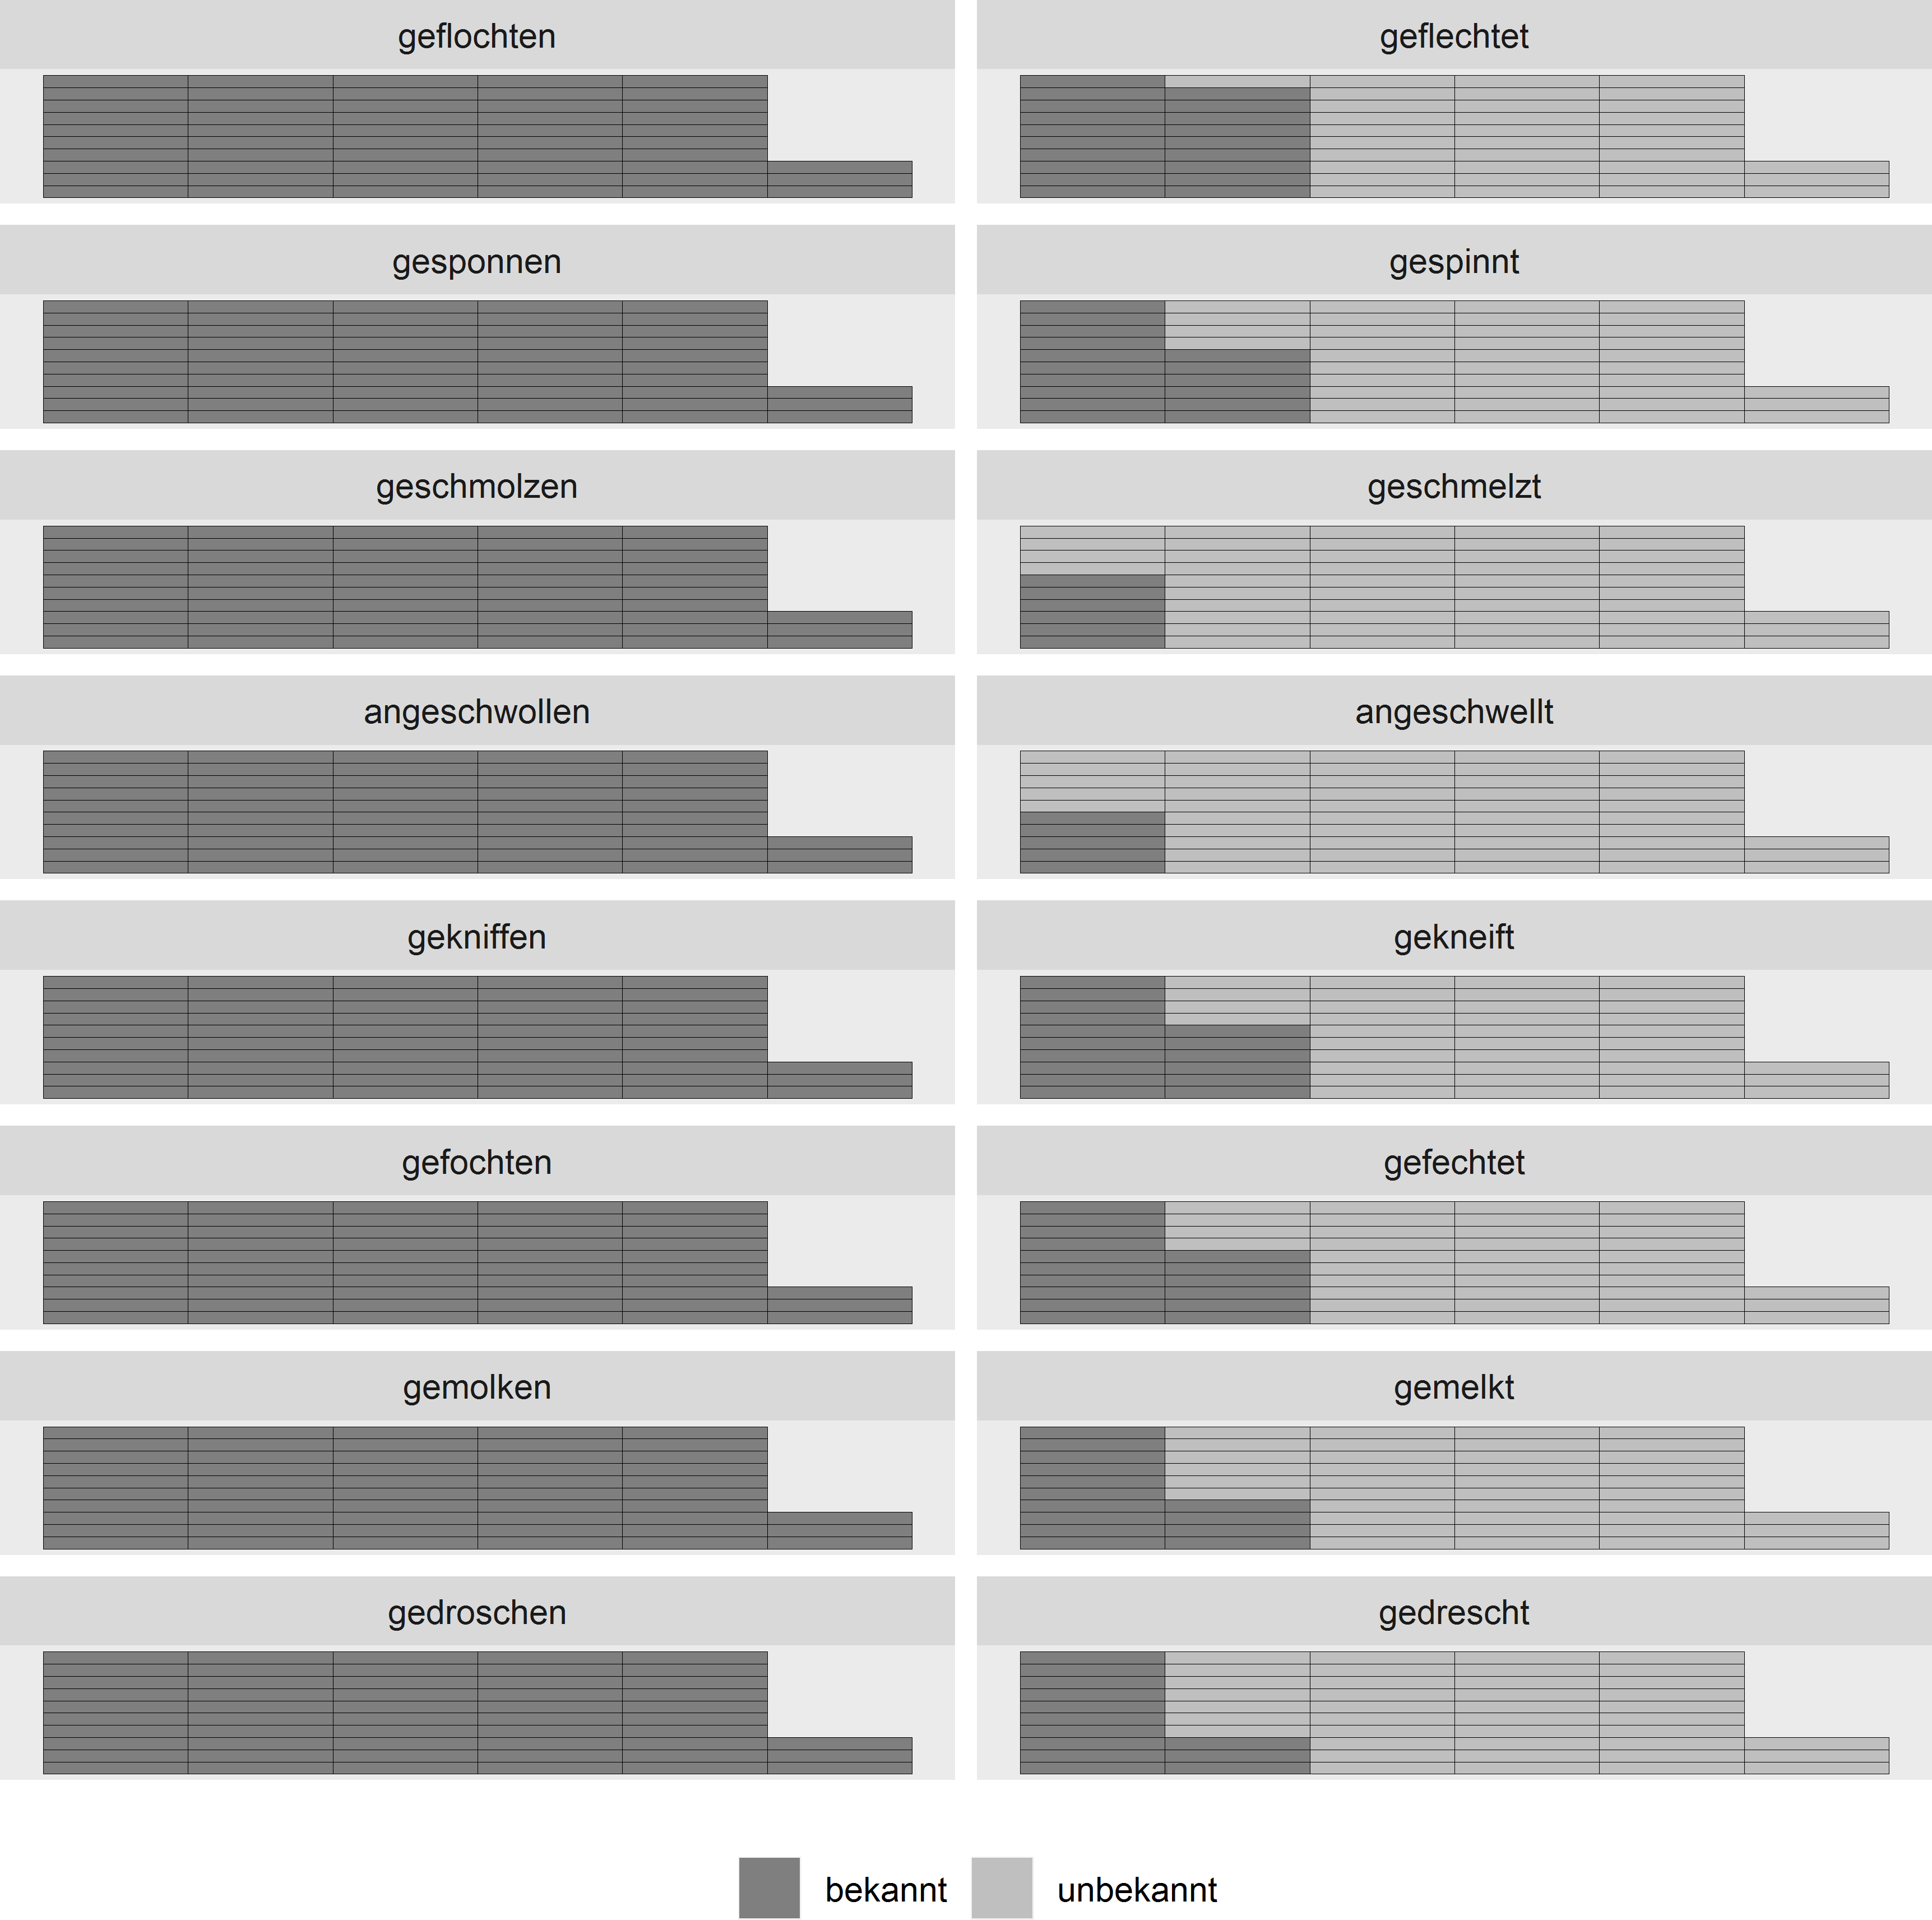 geflochten geflechtet
gesponnen gespinnt
geschmolzen geschmelzt
angeschwollen angeschwellt
gekniffen gekneift
gefochten gefechtet
gemolken gemelkt
gedroschen gedrescht
bekannt unbekannt